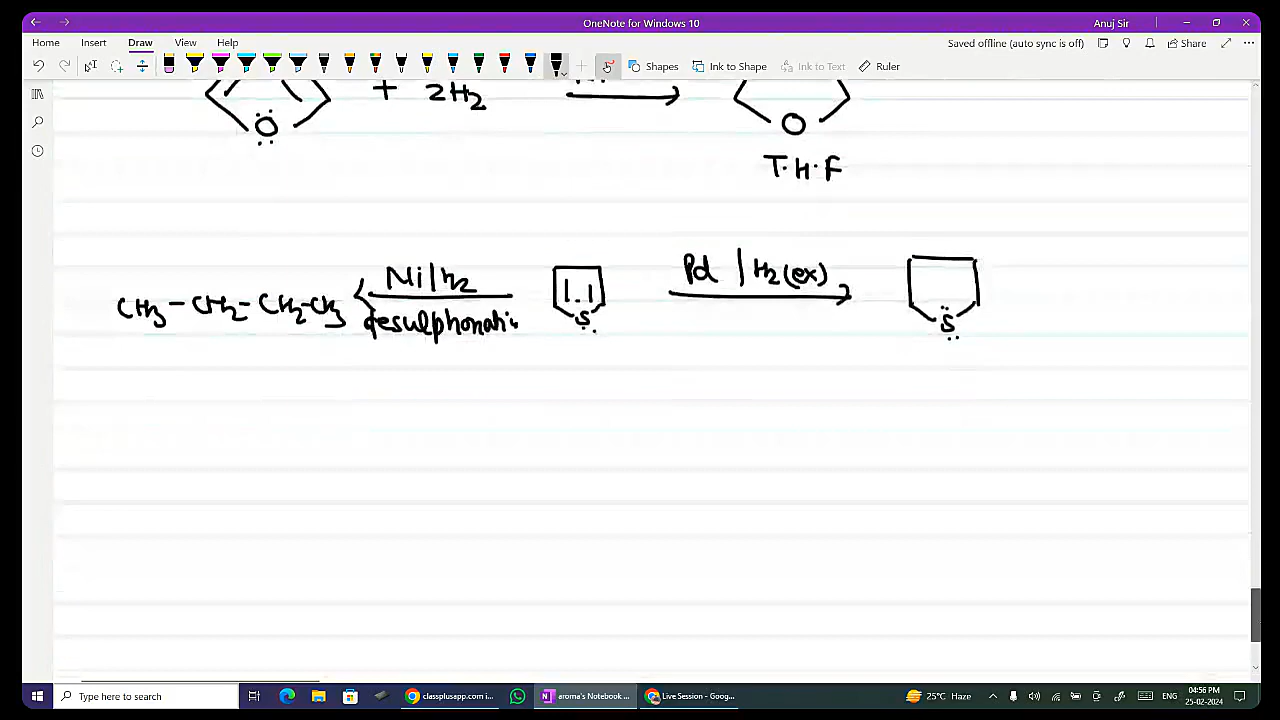 OneNote for Windows 10
Anuj Sir
Home Insert Draw View Help
Saved offline (auto sync is off) Share
Shapes Ink to Shape Ink to Text Ruler
+ 2H2
Ö
O
T.H.F
CH3 - CH2 - CH2-CH3
Ni/H2
desulphonati
S
Pd / H2(ex)
S
Type here to search
classplusapp.com i...
aroma's Notebook ...
Live Session - Goog...
25°C Haze
ENG
04:56 PM
25-02-2024